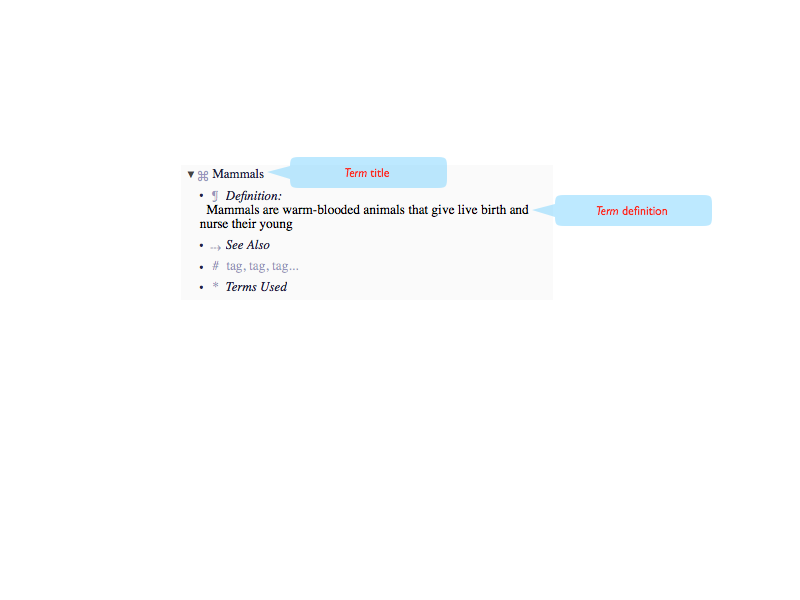 ▼ ⌘ Mammals
Term title
• ¶ Definition:
Mammals are warm-blooded animals that give live birth and
Term definition
nurse their young
• → See Also
• # tag, tag, tag...
• * Terms Used